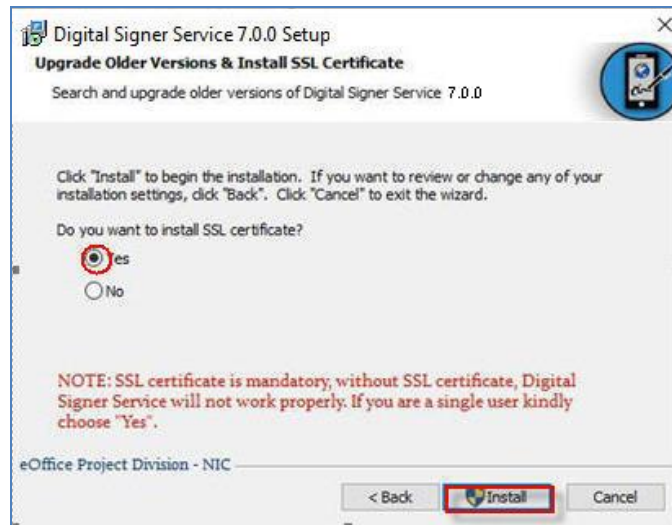 Digital Signer Service 7.0.0 Setup
Upgrade Older Versions & Install SSL Certificate
Search and upgrade older versions of Digital Signer Service 7.0.0
Click "Install" to begin the installation. If you want to review or change any of your
installation settings, click "Back". Click "Cancel" to exit the wizard.
Do you want to install SSL certificate?
Yes
No
NOTE: SSL certificate is mandatory, without SSL certificate, Digital
Signer Service will not work properly. If you are a single user kindly
choose "Yes".
eOffice Project Division - NIC
< Back Install Cancel